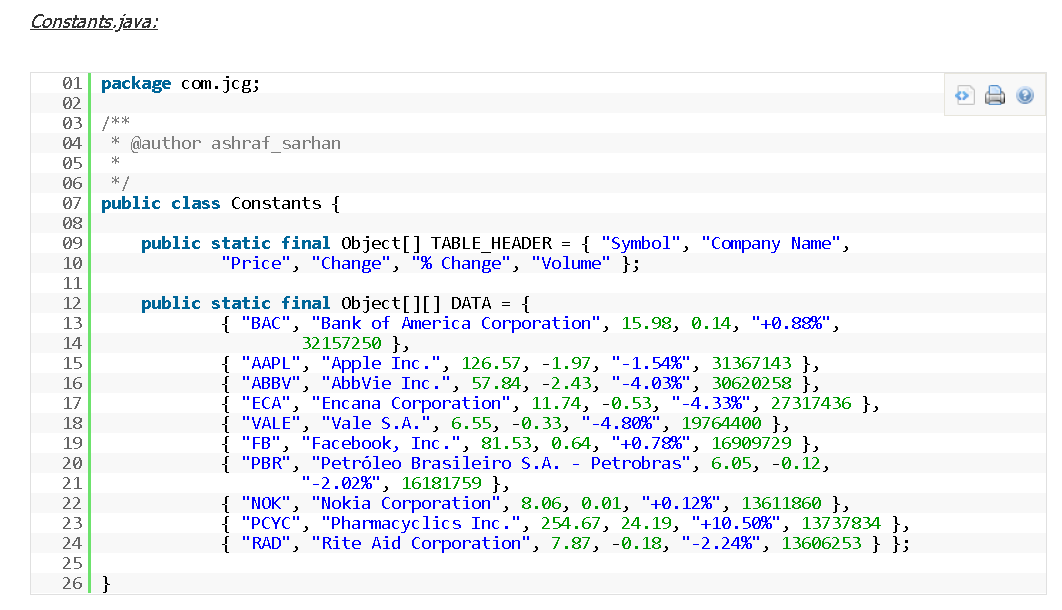 Constants.java:
01 package com.jcg;
02
03 /**
04  * @author ashraf_sarhan
05  *
06  */
07 public class Constants {
08
09     public static final Object[] TABLE_HEADER = { "Symbol", "Company Name",
10             "Price", "Change", "% Change", "Volume" };
11
12     public static final Object[][] DATA = {
13             { "BAC", "Bank of America Corporation", 15.98, 0.14, "+0.88%",
14                     32157250 },
15             { "AAPL", "Apple Inc.", 126.57, -1.97, "-1.54%", 31367143 },
16             { "ABBV", "AbbVie Inc.", 57.84, -2.43, "-4.03%", 30620258 },
17             { "ECA", "Encana Corporation", 11.74, -0.53, "-4.33%", 27317436 },
18             { "VALE", "Vale S.A.", 6.55, -0.33, "-4.80%", 19764400 },
19             { "FB", "Facebook, Inc.", 81.53, 0.64, "+0.78%", 16909729 },
20             { "PBR", "Petróleo Brasileiro S.A. - Petrobras", 6.05, -0.12,
21                     "-2.02%", 16181759 },
22             { "NOK", "Nokia Corporation", 8.06, 0.01, "+0.12%", 13611860 },
23             { "PCYC", "Pharmacyclics Inc.", 254.67, 24.19, "+10.50%", 13737834 },
24             { "RAD", "Rite Aid Corporation", 7.87, -0.18, "-2.24%", 13606253 } };
25
26 }